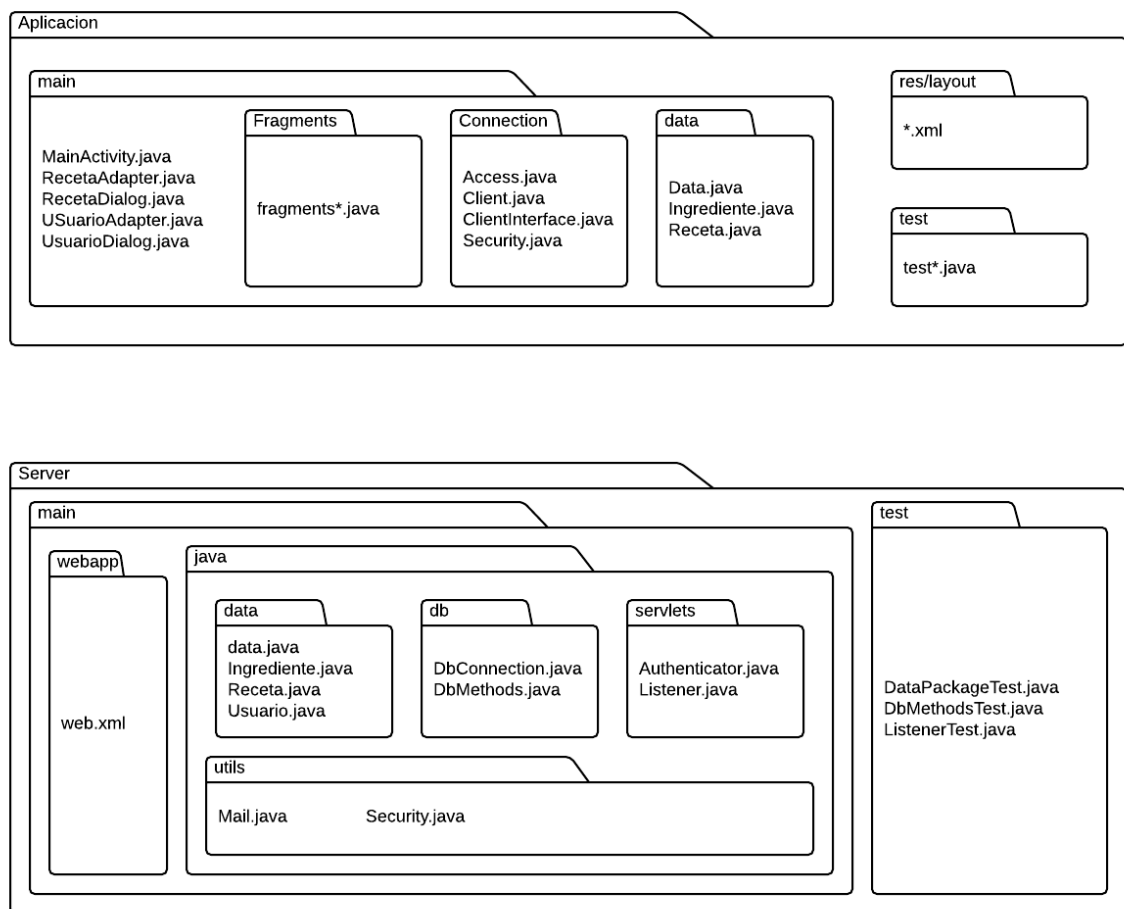 Aplicacion
main
MainActivity.java
RecetaAdapter.java
RecetaDialog.java
USuarioAdapter.java
UsuarioDialog.java
Fragments
fragments*.java
Connection
Access.java
Client.java
ClientInterface.java
Security.java
data
Data.java
Ingrediente.java
Receta.java
res/layout
*.xml
test
test*.java
Server
main
webapp
web.xml
java
data
data.java
Ingrediente.java
Receta.java
Usuario.java
db
DbConnection.java
DbMethods.java
servlets
Authenticator.java
Listener.java
utils
Mail.java
Security.java
test
DataPackageTest.java
DbMethodsTest.java
ListenerTest.java